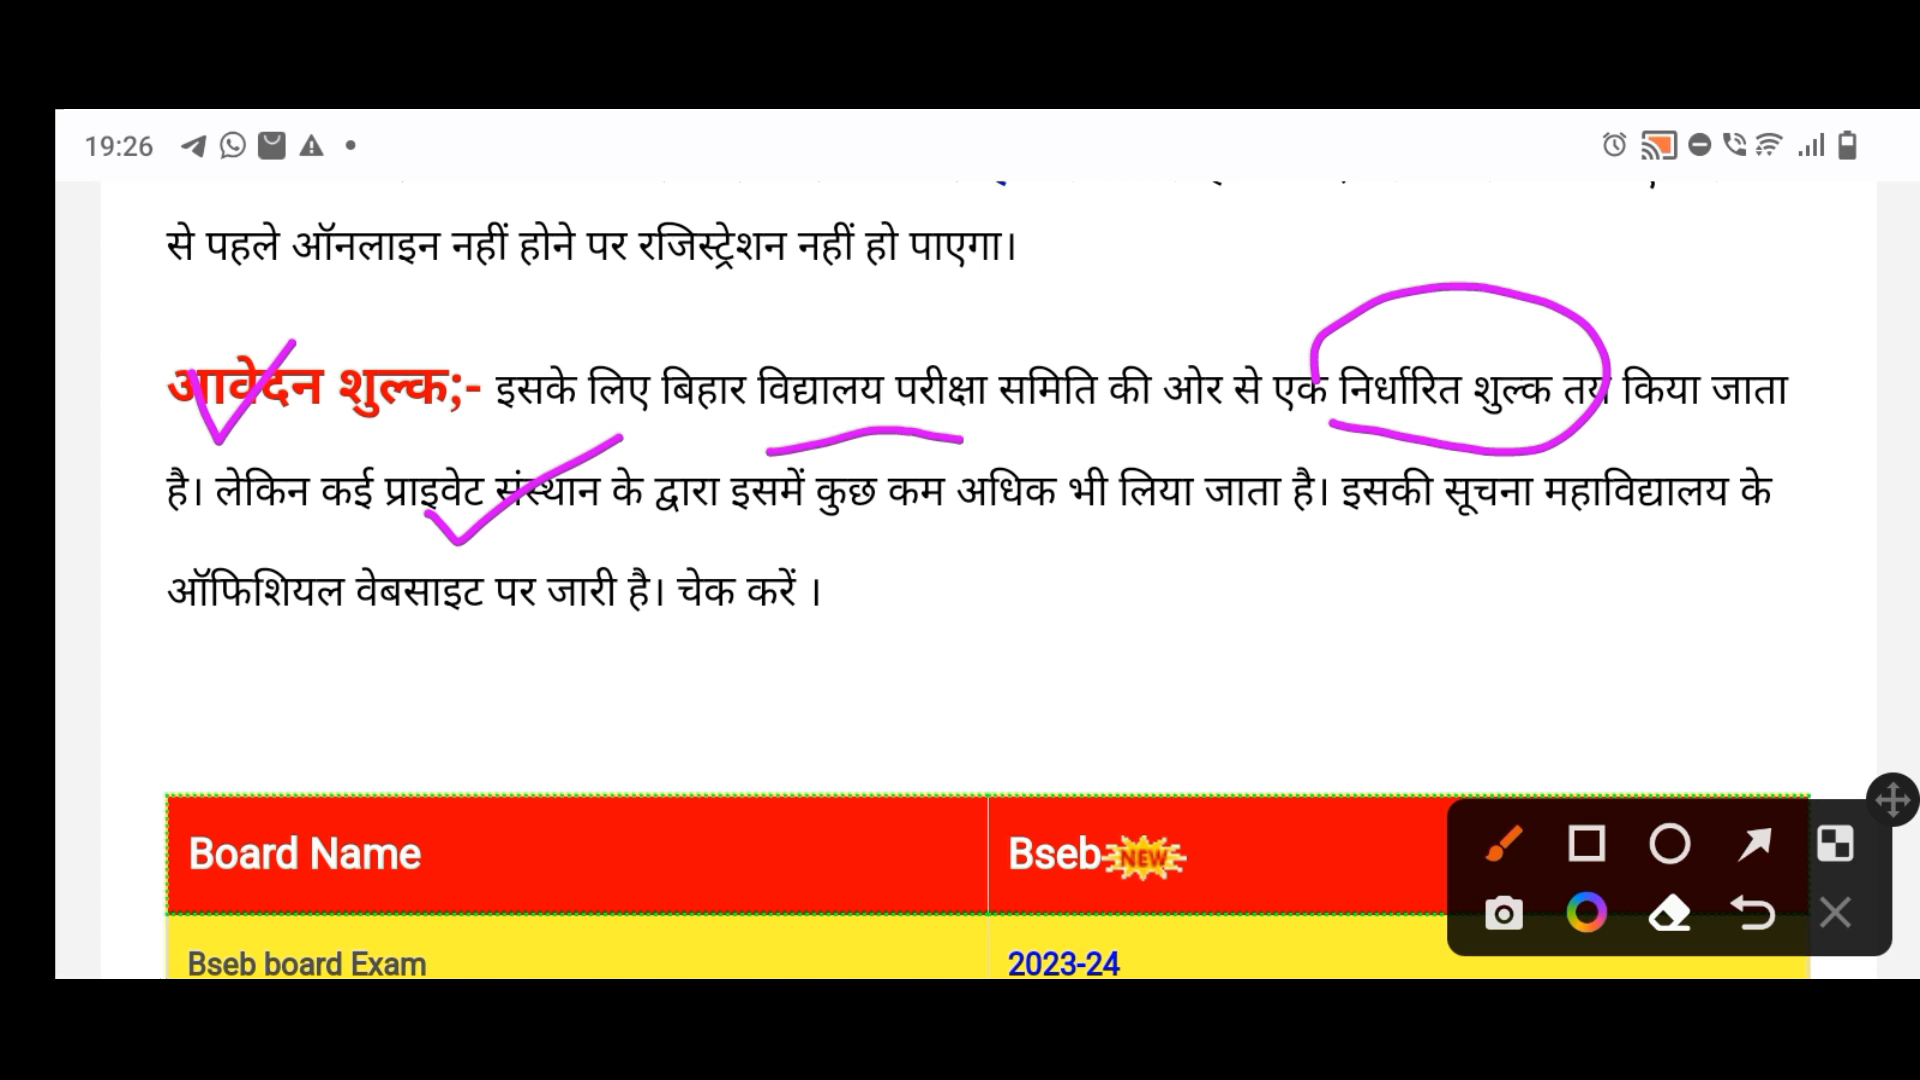 19:26
से पहले ऑनलाइन नहीं होने पर रजिस्ट्रेशन नहीं हो पाएगा।
आवेदन शुल्क;- इसके लिए बिहार विद्यालय परीक्षा समिति की ओर से एक निर्धारित शुल्क तय किया जाता
है। लेकिन कई प्राइवेट संस्थान के द्वारा इसमें कुछ कम अधिक भी लिया जाता है। इसकी सूचना महाविद्यालय के
ऑफिशियल वेबसाइट पर जारी है। चेक करें ।
Board Name Bseb NEW
Bseb board Exam 2023-24